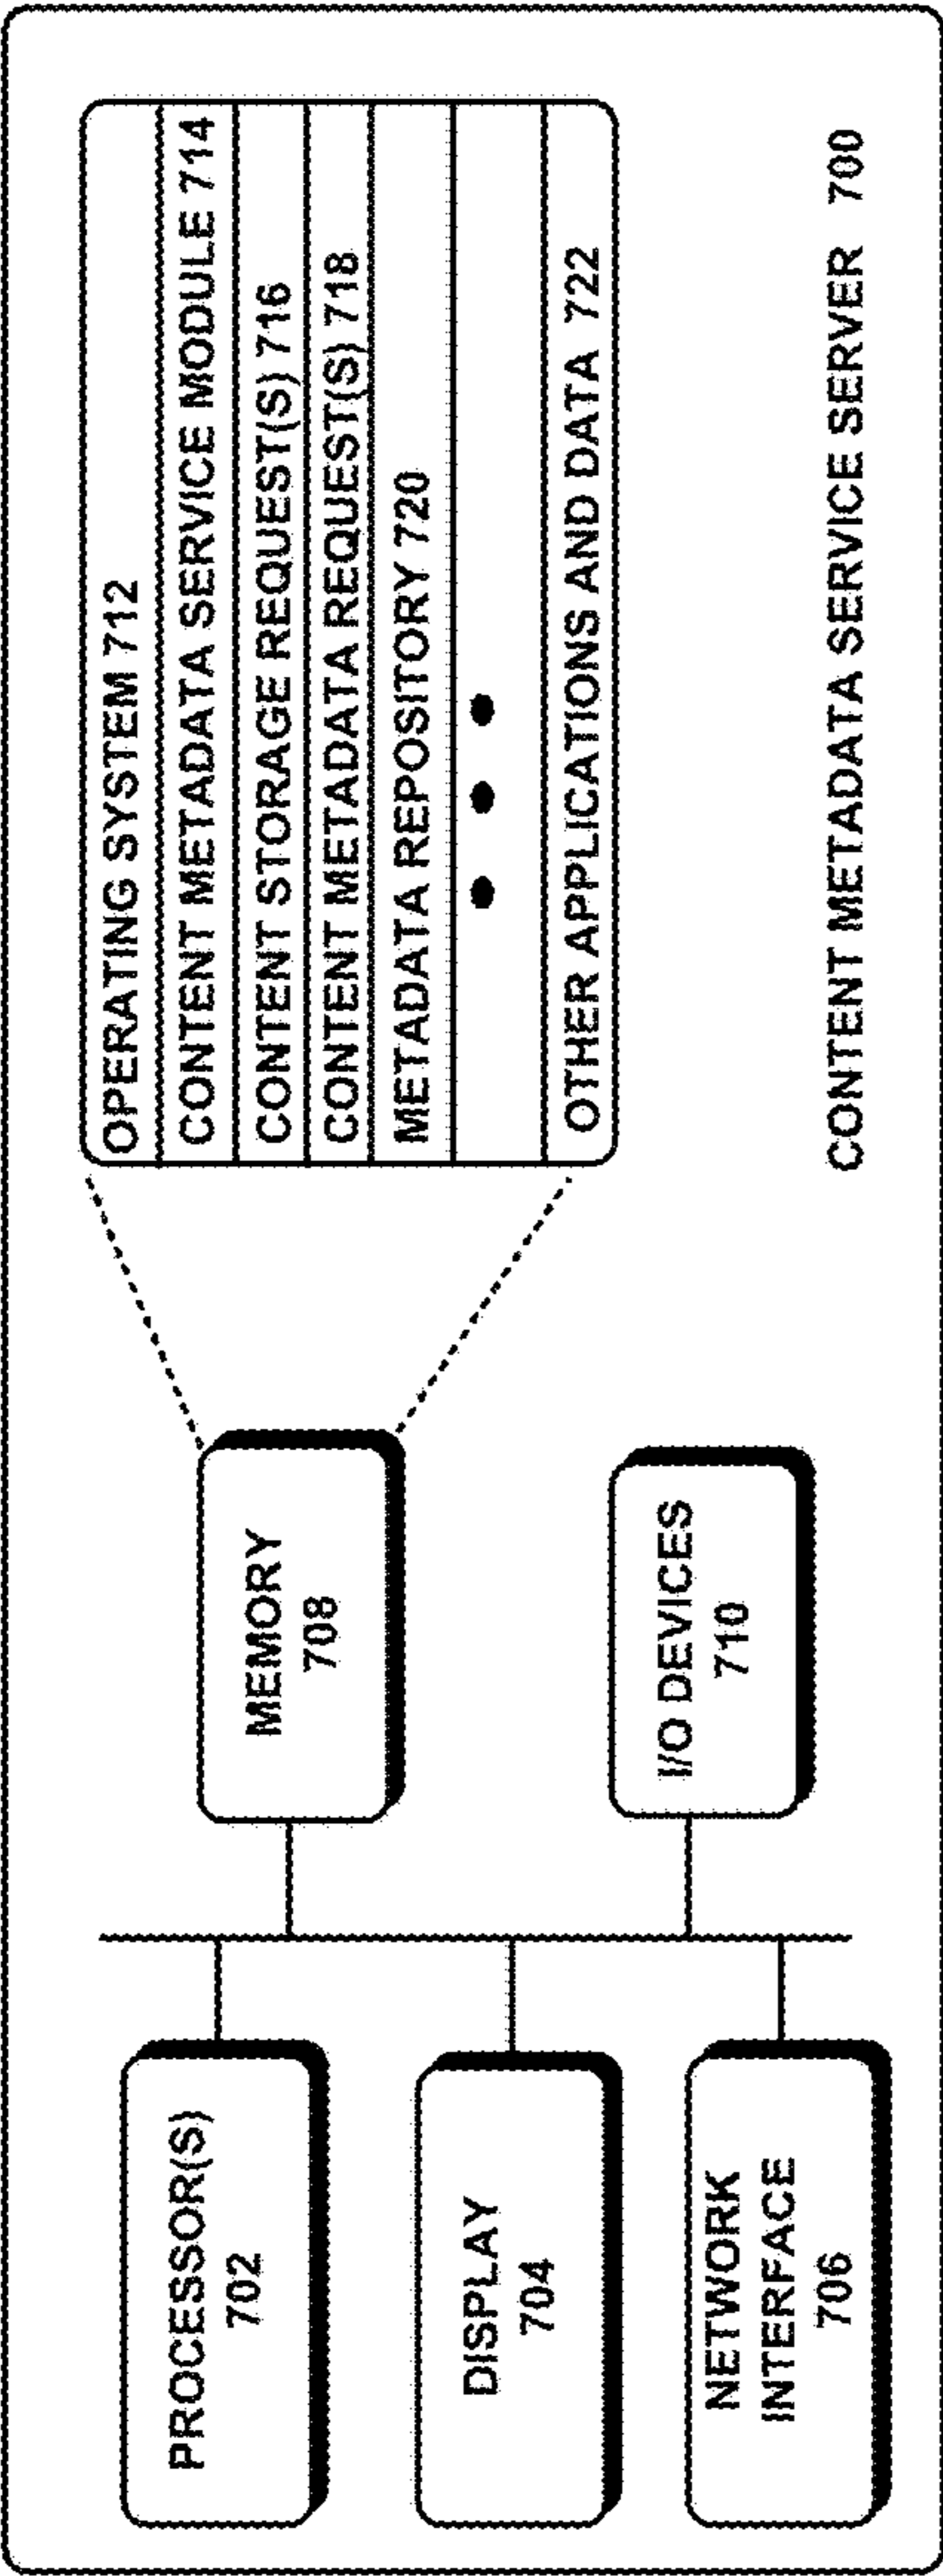 PROCESSOR(S)
702
DISPLAY
704
NETWORK
INTERFACE
706
MEMORY
708
I/O DEVICES
710
OPERATING SYSTEM 712
CONTENT METADATA SERVICE MODULE 714
CONTENT STORAGE REQUEST(S) 716
CONTENT METADATA REQUEST(S) 718
METADATA REPOSITORY 720
OTHER APPLICATIONS AND DATA 722
CONTENT METADATA SERVICE SERVER 700